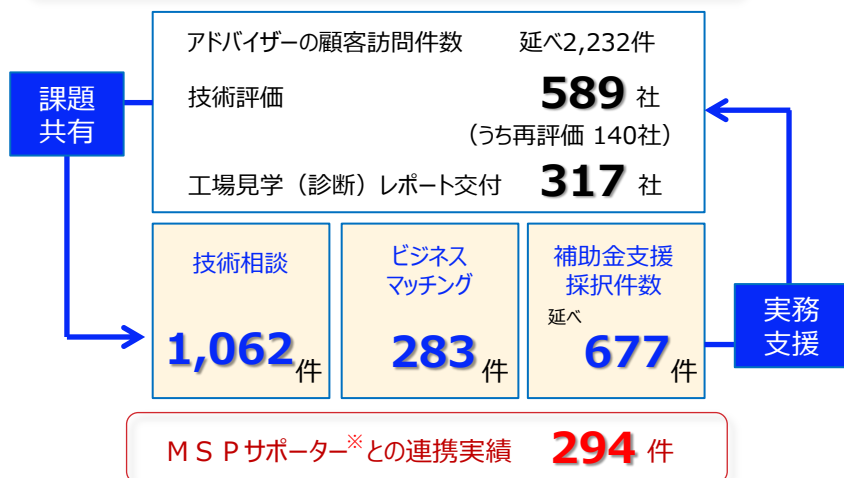 アドバイザーの顧客訪問件数 延べ2,232件
課題
共有
技術評価 589 社
（うち再評価 140社）
工場見学（診断）レポート交付 317 社
技術相談
1,062件
ビジネス
マッチング
283件
補助金支援
採択件数
延べ
677件
実務
支援
ＭＳＰサポーター※との連携実績 294 件